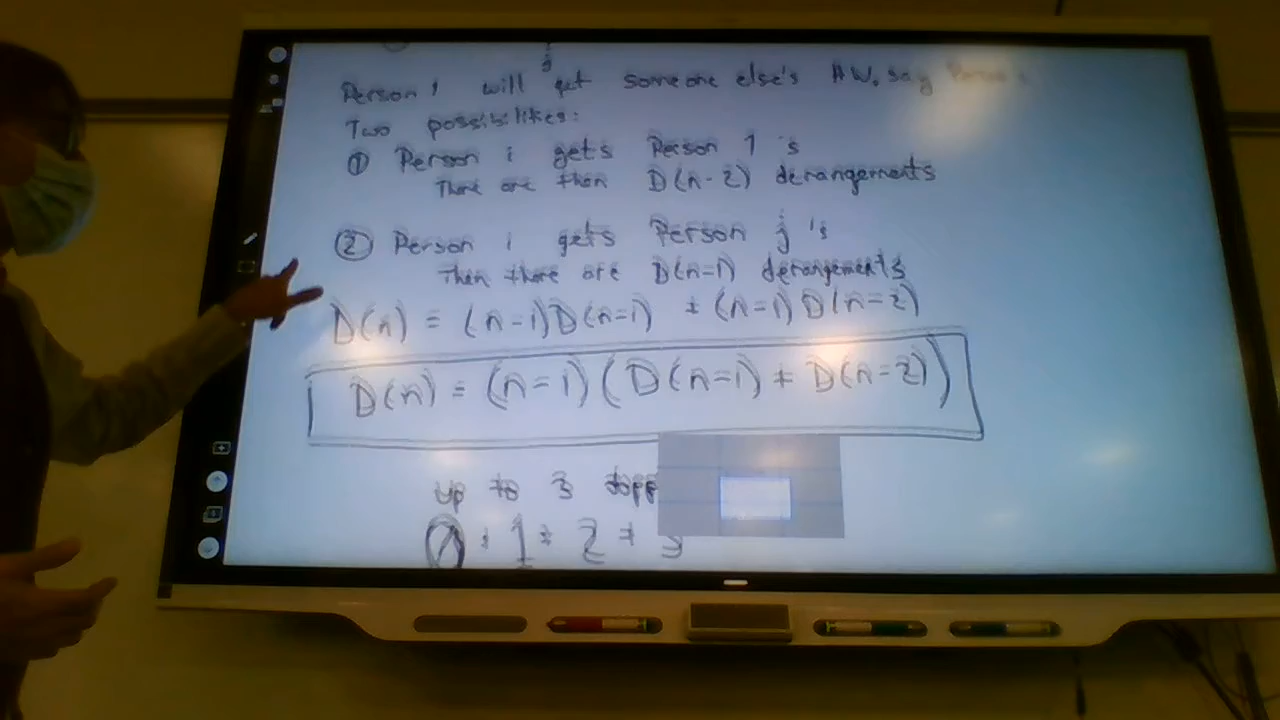 Person 1 will get someone else's HW, say Person i
Two possibilities:
① Person i gets Person 1's
There are then D(n-2) derangements
② Person i gets Person j's
Then there are D(n-1) derangements
D(n) = (n-1)D(n-1) + (n-1)D(n-2)
D(n) = (n-1)(D(n-1) + D(n-2))
up to 3 topp
0 + 1 + 2 + 3